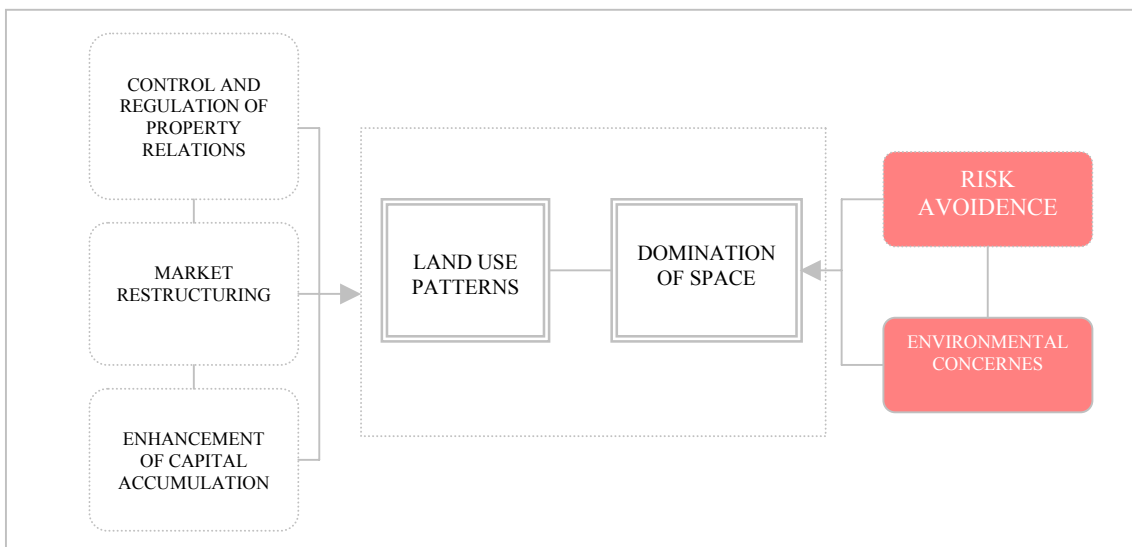 CONTROL AND
REGULATION OF
PROPERTY
RELATIONS
MARKET
RESTRUCTURING
ENHANCEMENT
OF CAPITAL
ACCUMULATION
LAND USE
PATTERNS
DOMINATION
OF SPACE
RISK
AVOIDENCE
ENVIRONMENTAL
CONCERNES